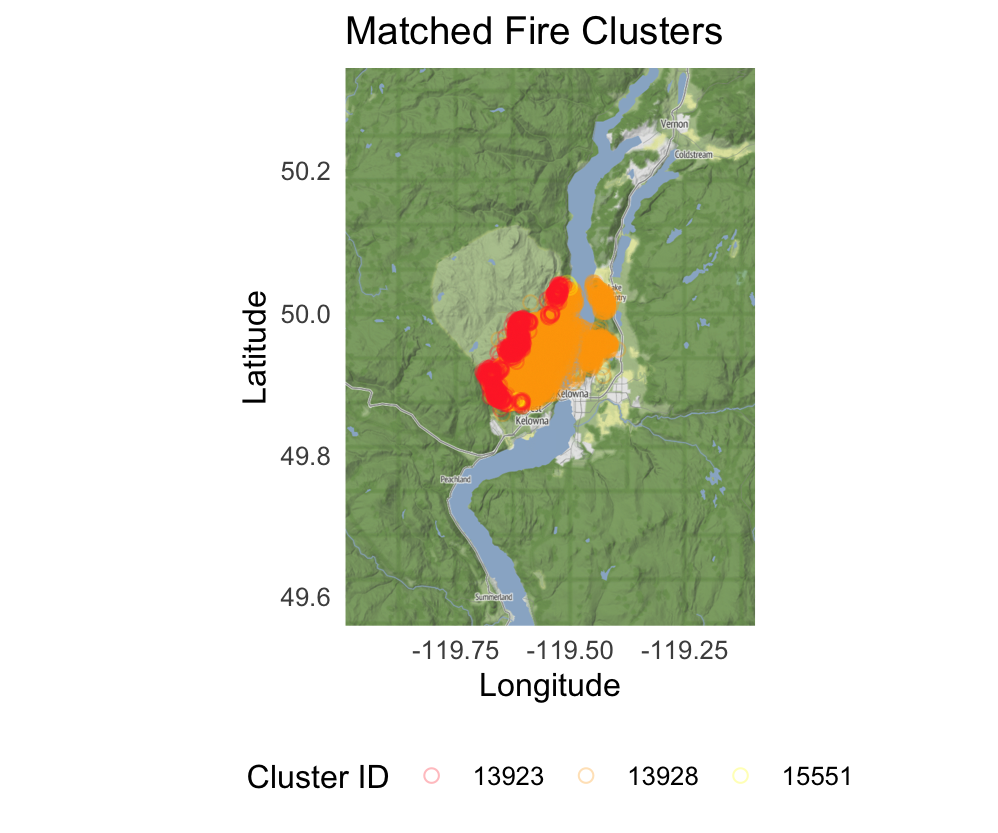 Matched Fire Clusters
Vernon
Coldstream
50.2
50.0
49.8
49.6
Latitude
Kelowna
Kelowna
Peachland
Summerland
-119.75 -119.50 -119.25
Longitude
Cluster ID 13923 13928 15551